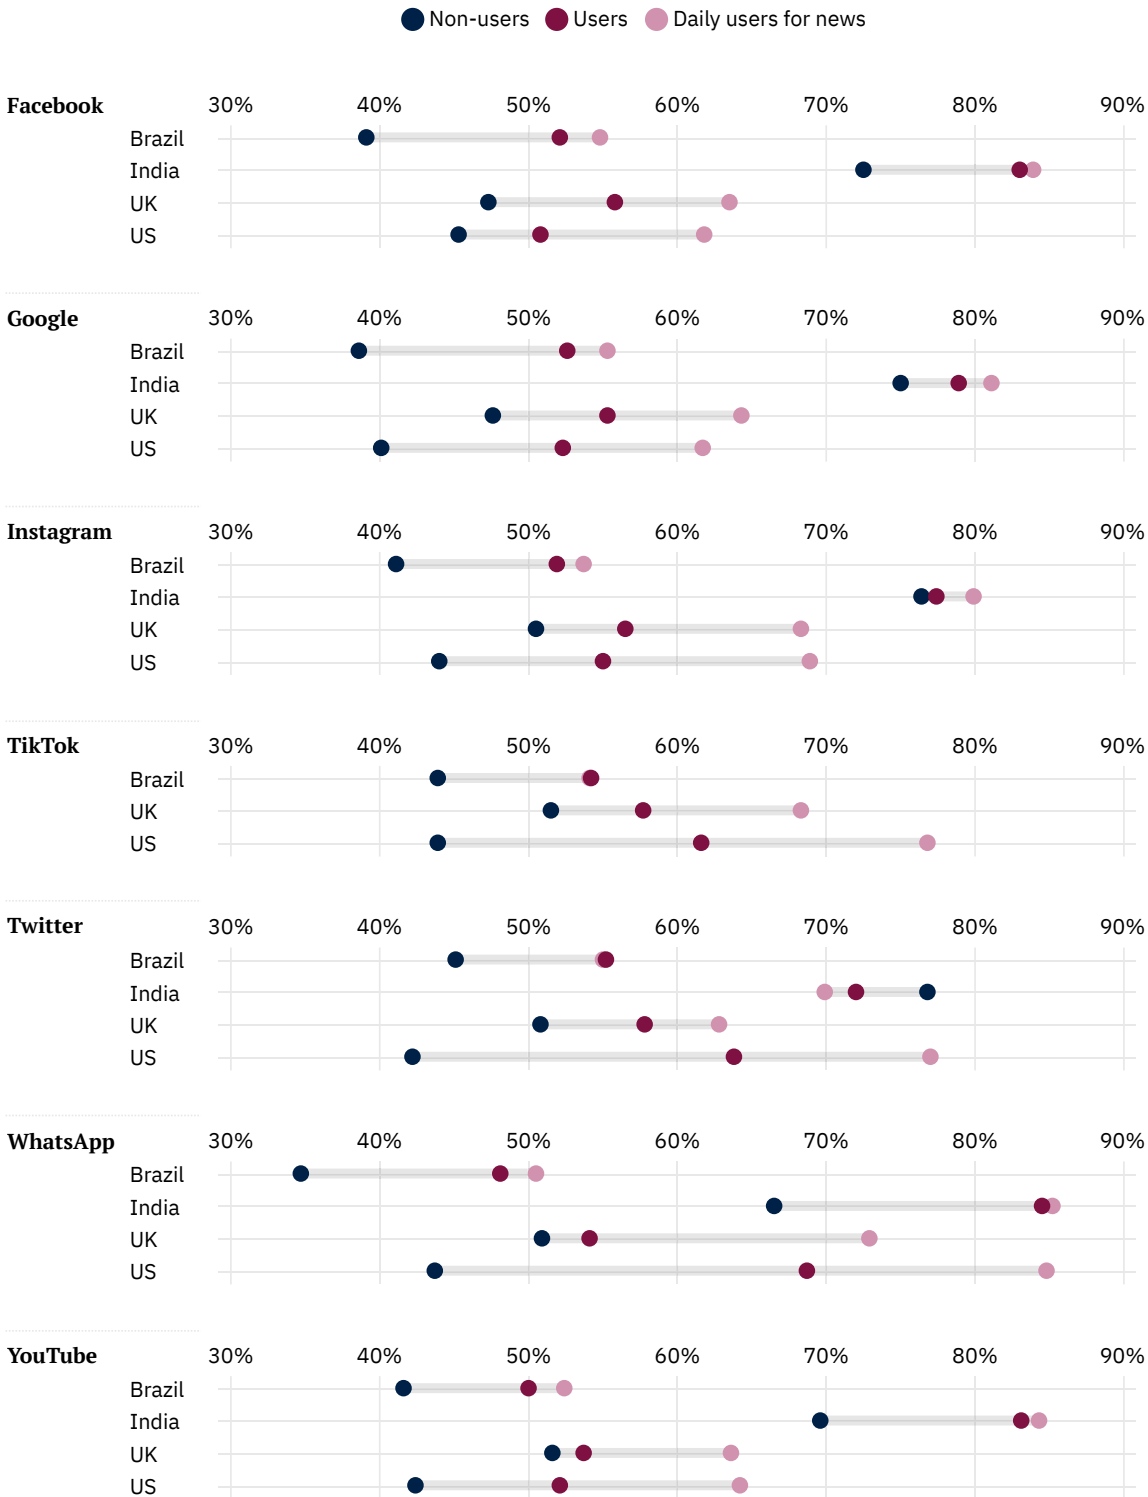 Non-users Users Daily users for news
Facebook 30% 40% 50% 60% 70% 80% 90%
Brazil
India
UK
US
Google 30% 40% 50% 60% 70% 80% 90%
Brazil
India
UK
US
Instagram 30% 40% 50% 60% 70% 80% 90%
Brazil
India
UK
US
TikTok 30% 40% 50% 60% 70% 80% 90%
Brazil
UK
US
Twitter 30% 40% 50% 60% 70% 80% 90%
Brazil
India
UK
US
WhatsApp 30% 40% 50% 60% 70% 80% 90%
Brazil
India
UK
US
YouTube 30% 40% 50% 60% 70% 80% 90%
Brazil
India
UK
US